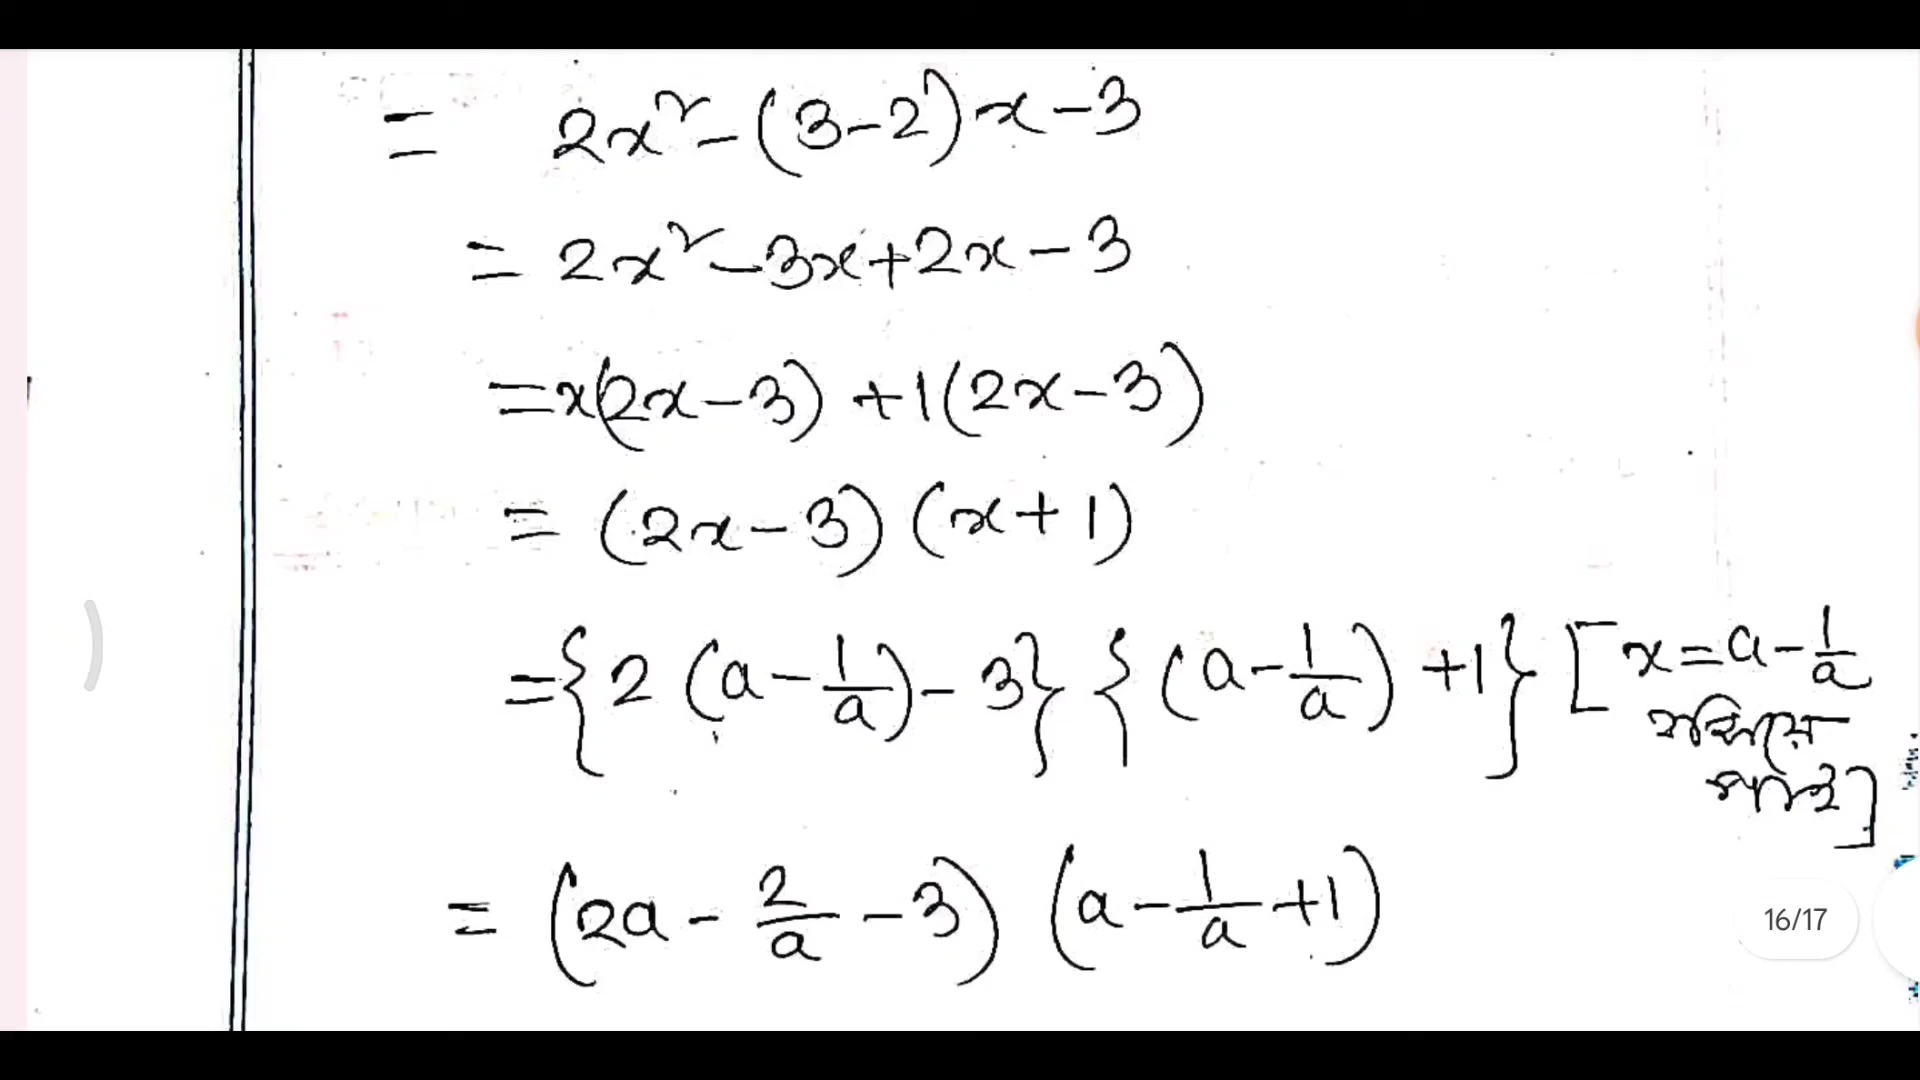 = 2x² - (3-2)x - 3
= 2x² - 3x + 2x - 3
= x(2x-3) + 1(2x-3)
= (2x-3) (x+1)
= {2 (a - 1/a) - 3} {(a - 1/a) + 1} [x = a - 1/a
বসিয়ে
পাই]
= (2a - 2/a - 3) (a - 1/a + 1)
16/17